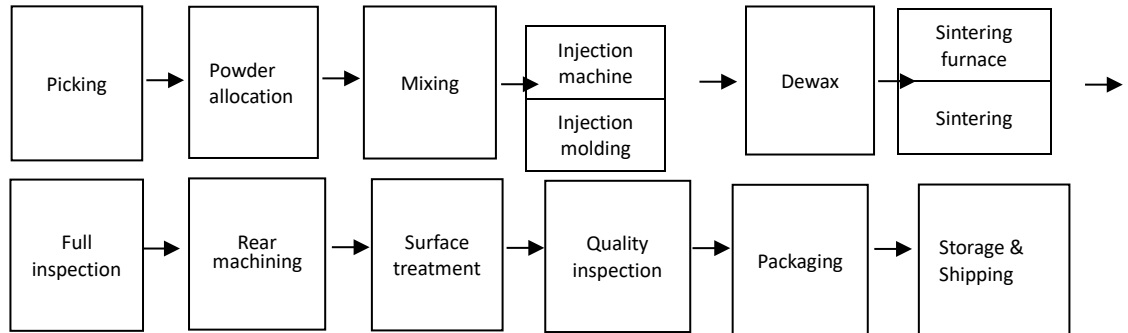 Picking
Powder
allocation
Mixing
Injection
machine
Injection
molding
Dewax
Sintering
furnace
Sintering
Full
inspection
Rear
machining
Surface
treatment
Quality
inspection
Packaging
Storage &
Shipping